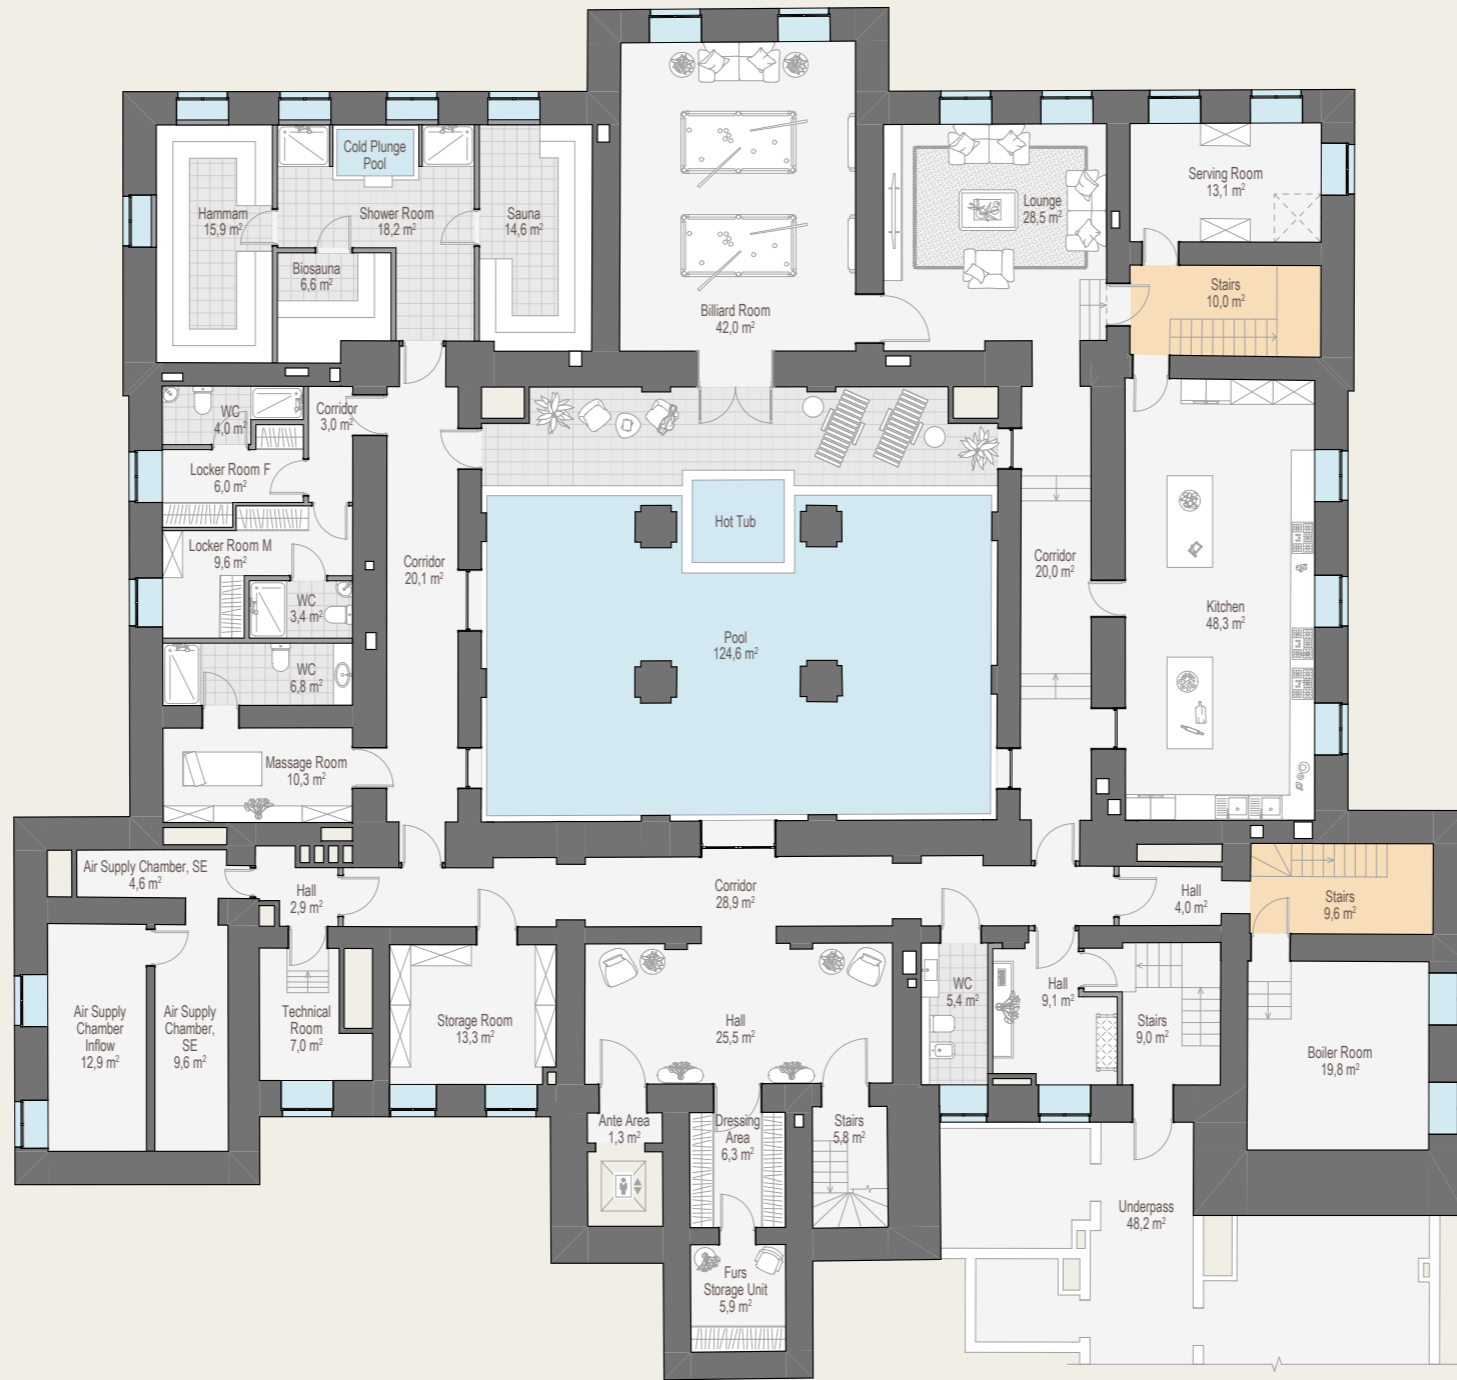 Cold Plunge
Pool
Hammam
15,9 m²
Shower Room
18,2 m²
Sauna
14,6 m²
Biosauna
6,6 m²
Billiard Room
42,0 m²
Lounge
28,5 m²
Serving Room
13,1 m²
Stairs
10,0 m²
WC
4,0 m²
Corridor
3,0 m²
Locker Room F
6,0 m²
Locker Room M
9,6 m²
WC
3,4 m²
WC
6,8 m²
Massage Room
10,3 m²
Corridor
20,1 m²
Hot Tub
Pool
124,6 m²
Corridor
20,0 m²
Kitchen
48,3 m²
Air Supply Chamber, SE
4,6 m²
Hall
2,9 m²
Corridor
28,9 m²
Hall
4,0 m²
Stairs
9,6 m²
Air Supply
Chamber
Inflow
12,9 m²
Air Supply
Chamber,
SE
9,6 m²
Technical
Room
7,0 m²
Storage Room
13,3 m²
Hall
25,5 m²
WC
5,4 m²
Hall
9,1 m²
Stairs
9,0 m²
Boiler Room
19,8 m²
Ante Area
1,3 m²
Dressing
Area
6,3 m²
Stairs
5,8 m²
Underpass
48,2 m²
Furs
Storage Unit
5,9 m²